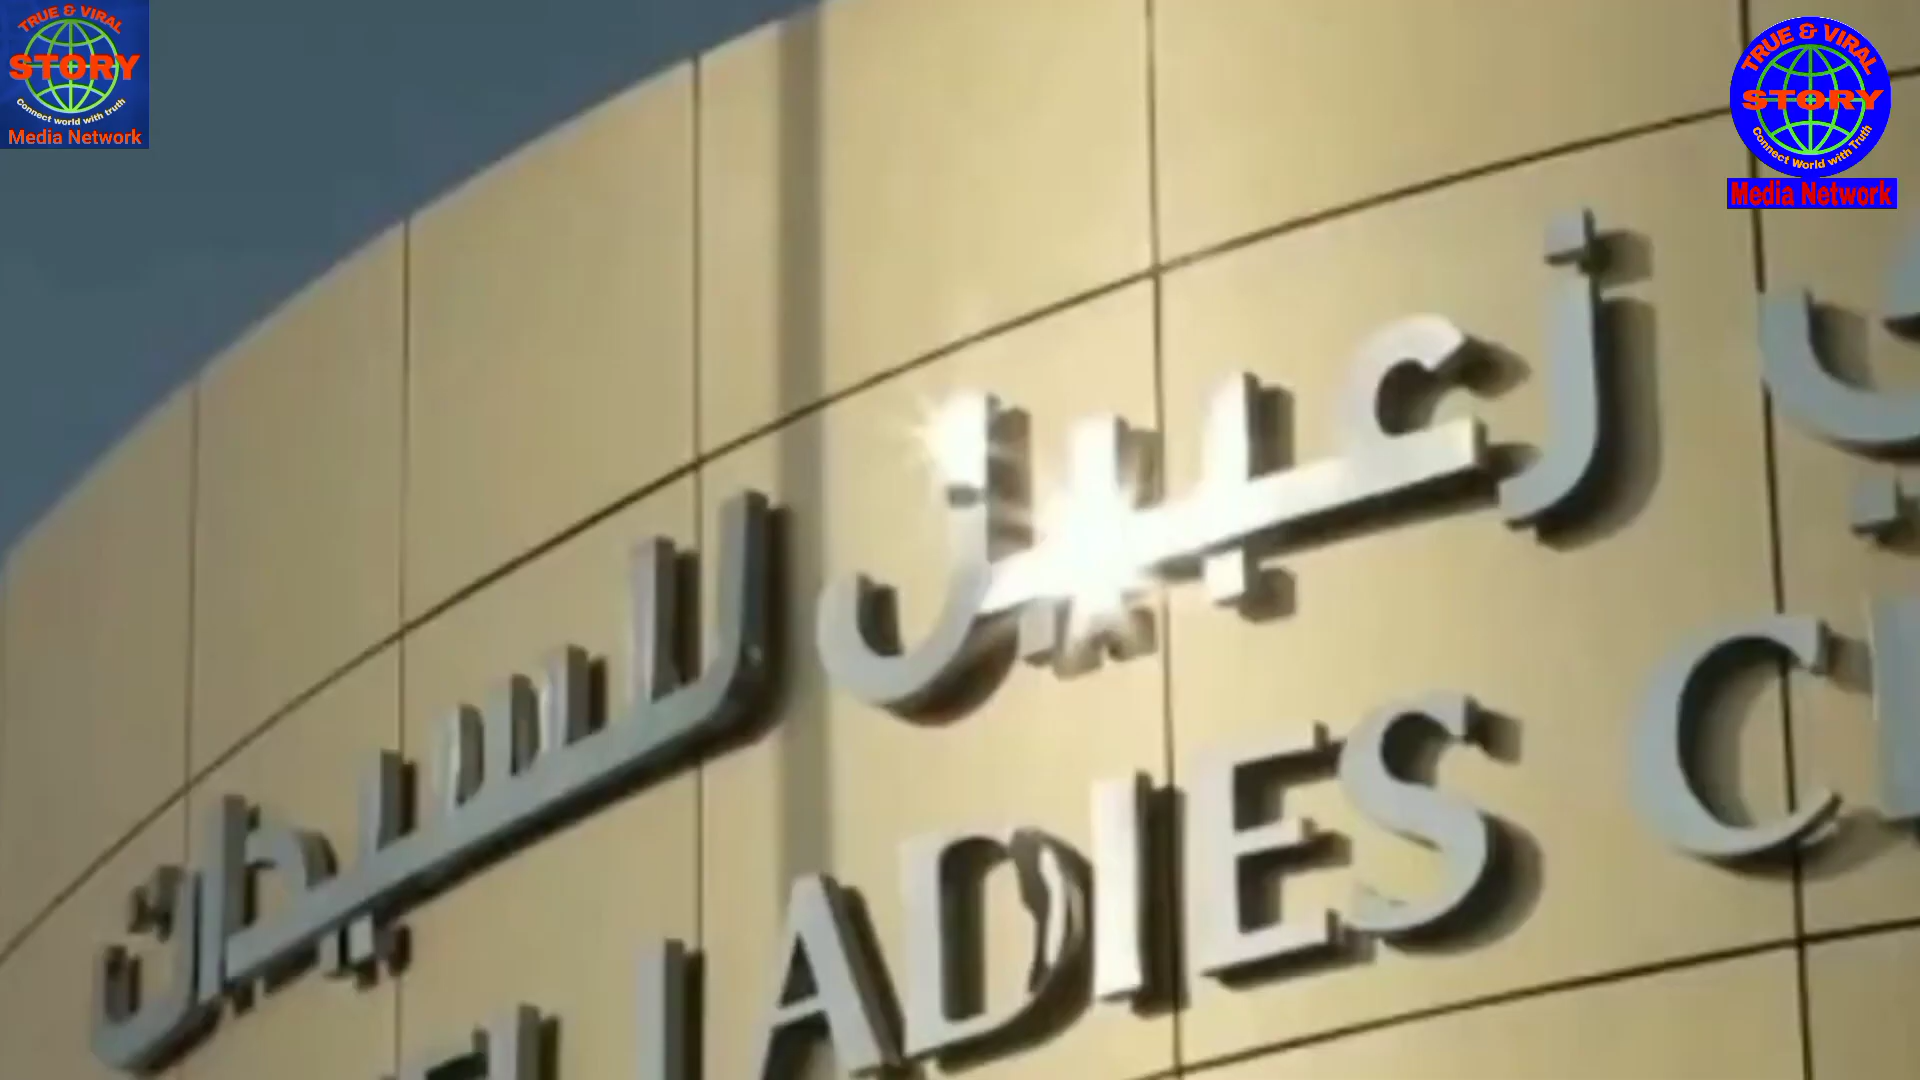 TRUE & VIRAL
STORY
Connect world with truth
Media Network
TRUE & VIRAL
STORY
Connect World with Truth
Media Network
زعبيل للسيدات
LADIES